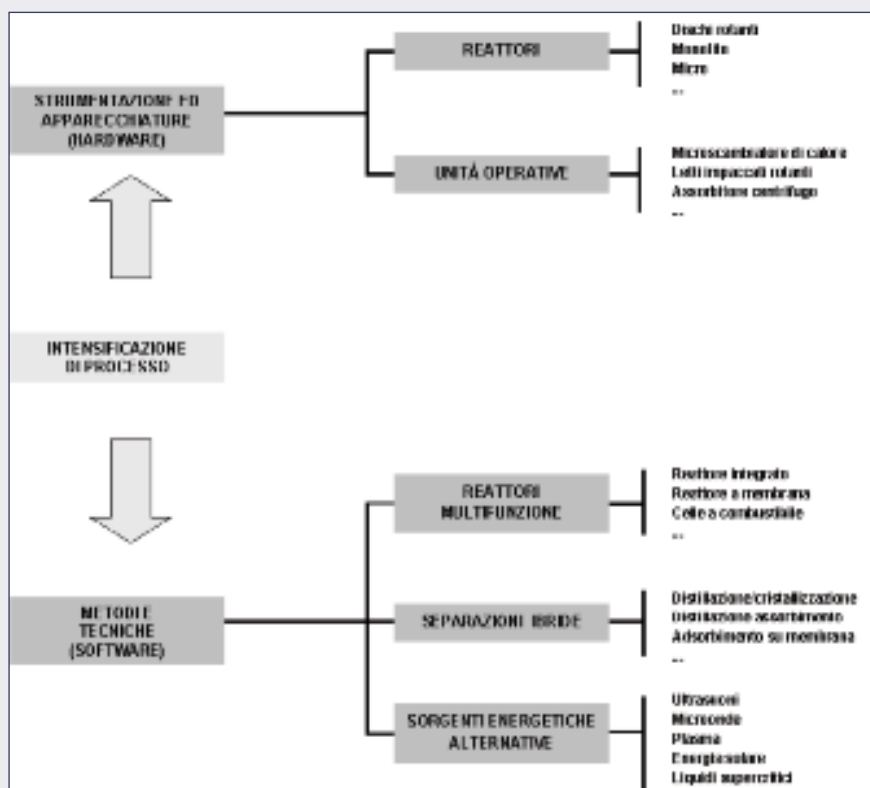 STRUMENTAZIONE ED
APPARECCHIATURE
(HARDWARE)
REATTORI
Dischi rotanti
Monolito
Micro
...
UNITÀ OPERATIVE
Microscambiatore di calore
Letti impaccati rotanti
Assorbitore centrifugo
...
INTENSIFICAZIONE
DI PROCESSO
METODI E
TECNICHE
(SOFTWARE)
REATTORI
MULTIFUNZIONE
Reattore integrato
Reattore a membrana
Celle a combustibile
...
SEPARAZIONI IBRIDE
Distillazione/cristallizzazione
Distillazione assorbimento
Adsorbimento su membrana
...
SORGENTI ENERGETICHE
ALTERNATIVE
Ultrasuoni
Microonde
Plasma
Energia solare
Liquidi supercritici